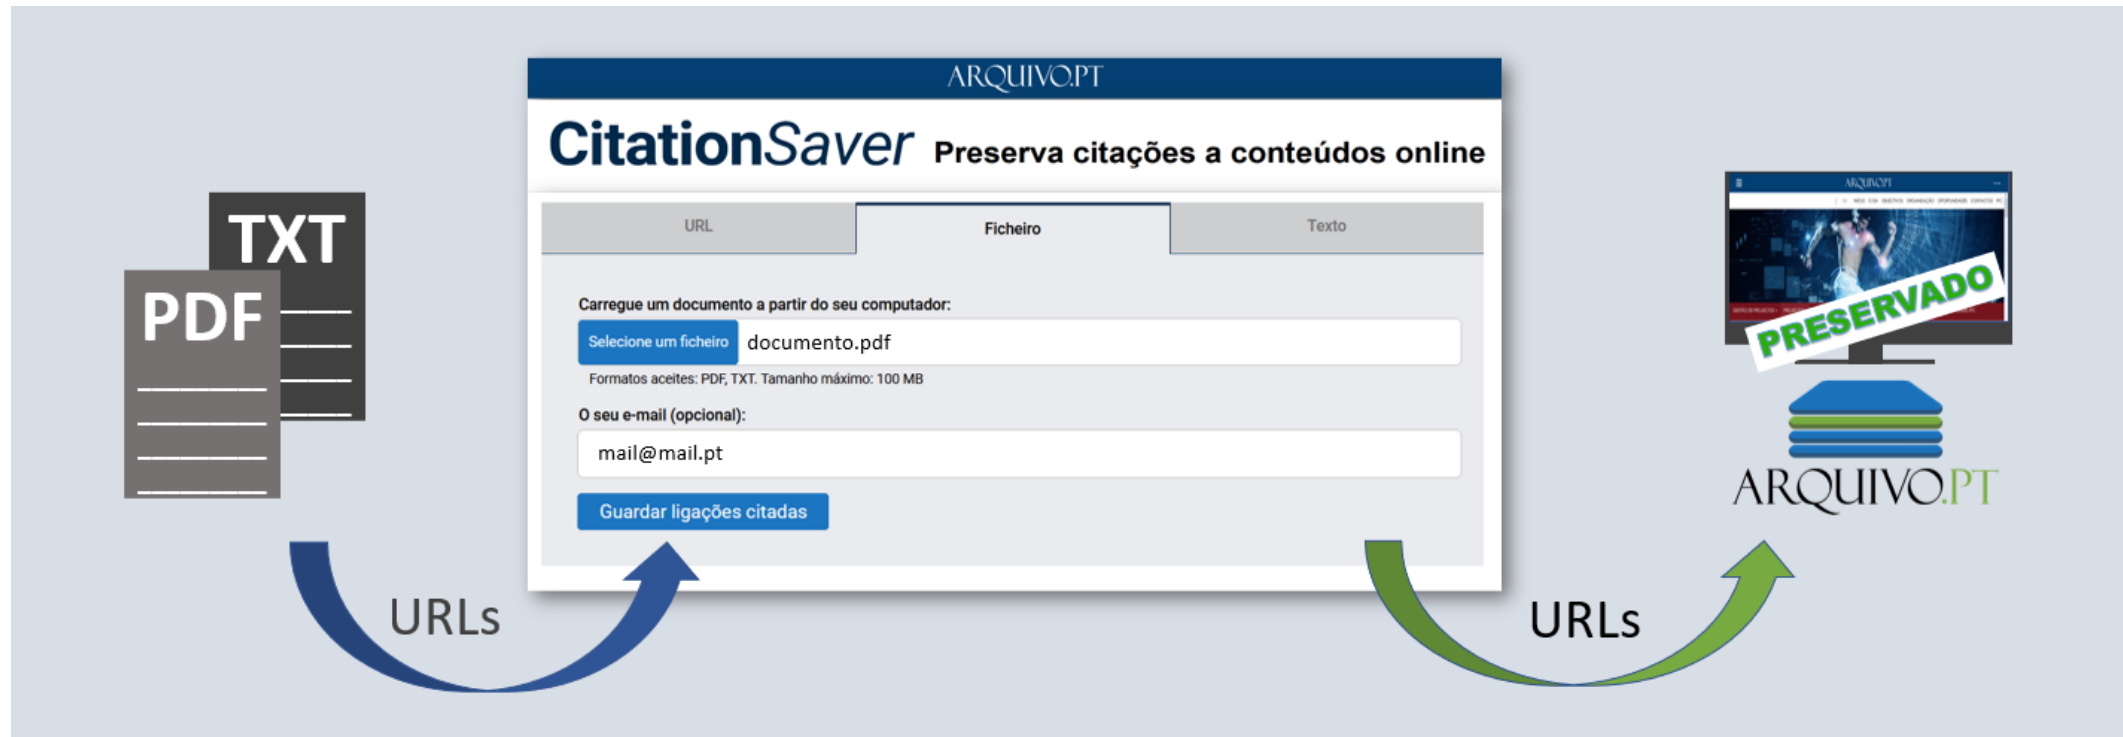 ARQUIVO.PT
CitationSaver Preserva citações a conteúdos online
TXT
PDF
URL Ficheiro Texto
Carregue um documento a partir do seu computador:
Selecione um ficheiro documento.pdf
Formatos aceites: PDF, TXT. Tamanho máximo: 100 MB
O seu e-mail (opcional):
mail@mail.pt
Guardar ligações citadas
URLs
ARQUIVO.PT
PRESERVADO
ARQUIVO.PT
URLs